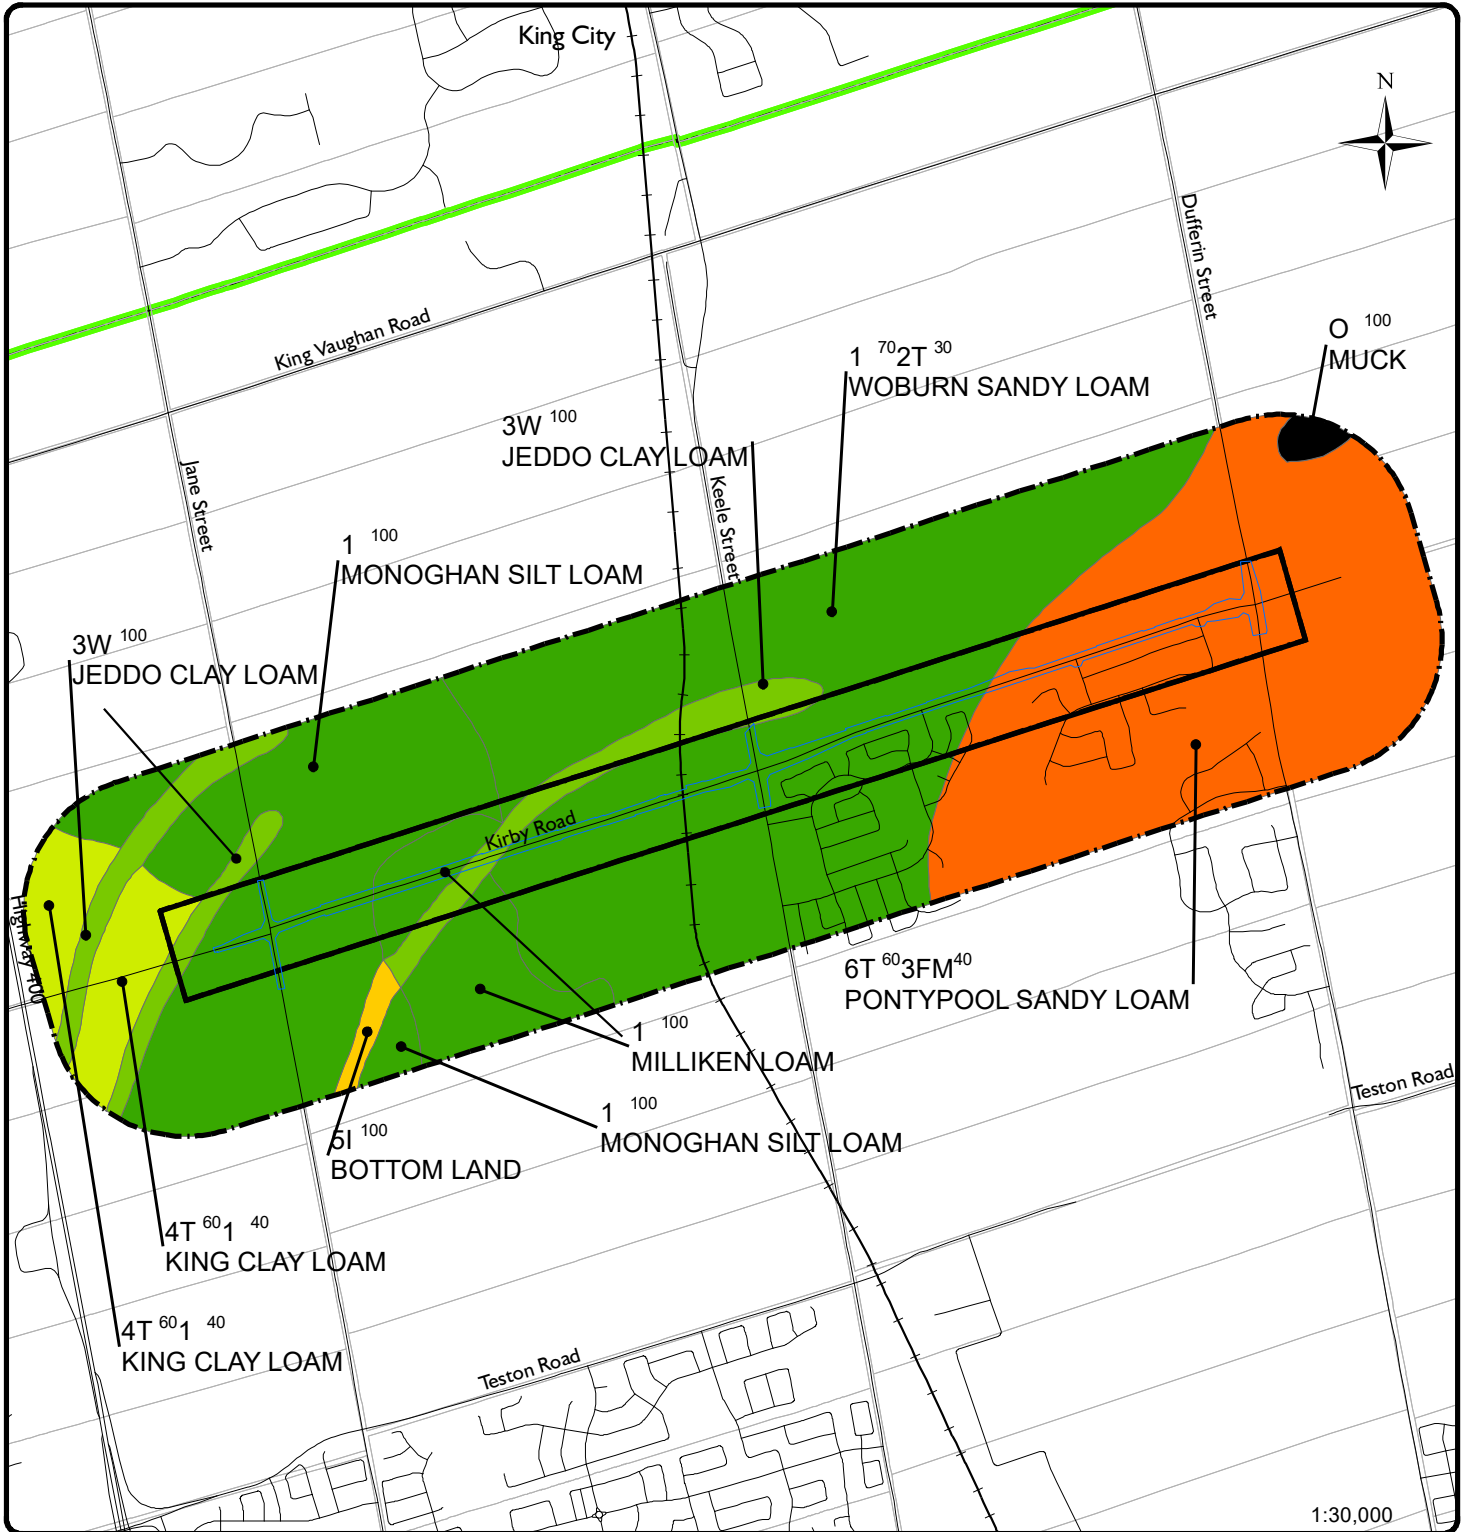 King City
N
Dufferin Street
King Vaughan Road
O 100
MUCK
1 70 2T 30
WOBURN SANDY LOAM
3W 100
JEDDO CLAY LOAM
Jane Street
Keele Street
1 100
MONOGHAN SILT LOAM
3W 100
JEDDO CLAY LOAM
Kirby Road
Highway 400
6T 60 3FM 40
PONTYPOOL SANDY LOAM
1 100
MILLIKEN LOAM
Teston Road
1 100
MONOGHAN SILT LOAM
5I 100
BOTTOM LAND
4T 60 1 40
KING CLAY LOAM
4T 60 1 40
KING CLAY LOAM
Teston Road
1:30,000